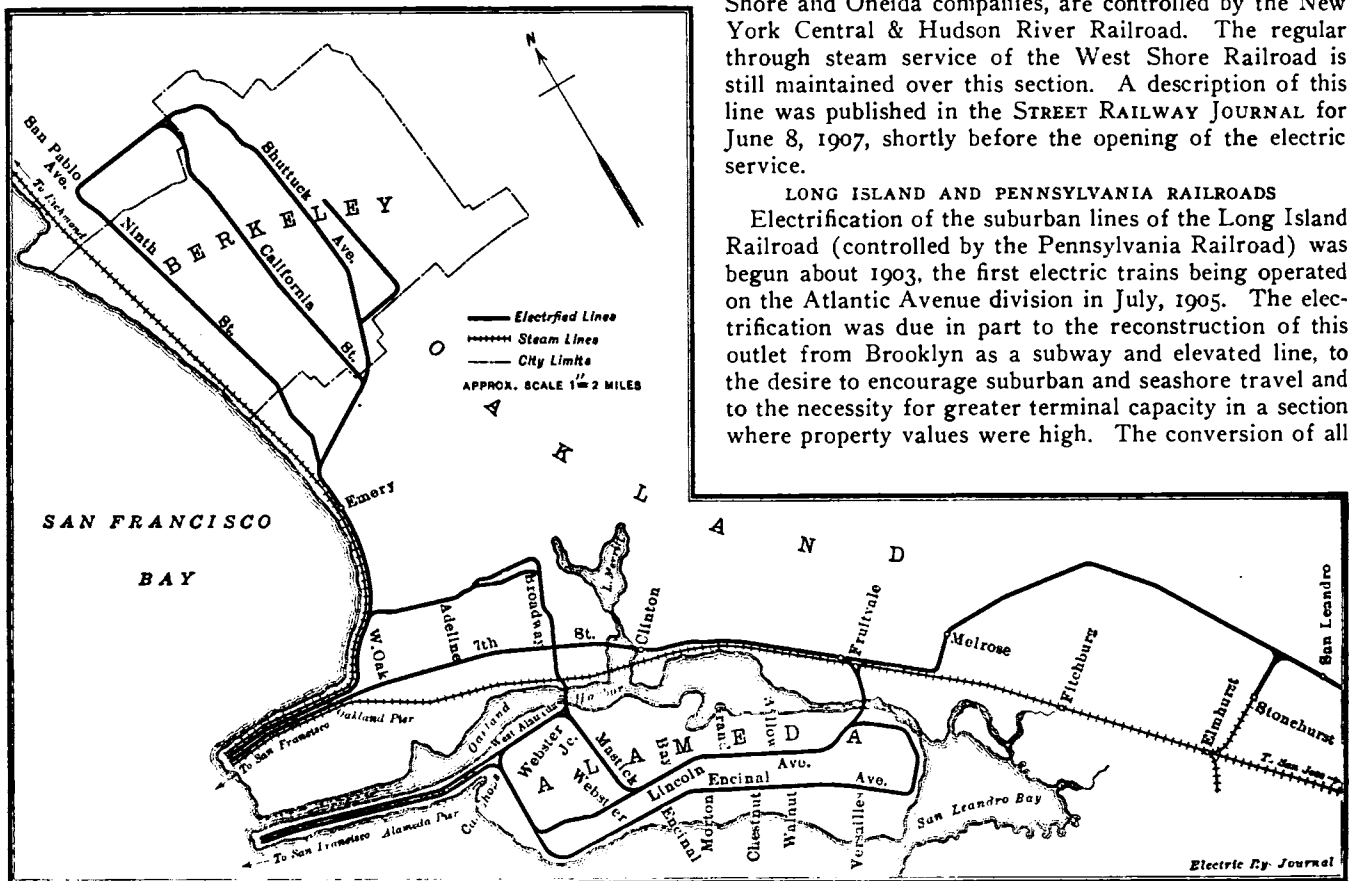 Shore and Oneida companies, are controlled by the New
York Central & Hudson River Railroad. The regular
through steam service of the West Shore Railroad is
still maintained over this section. A description of this
line was published in the STREET RAILWAY JOURNAL for
June 8, 1907, shortly before the opening of the electric
service.
LONG ISLAND AND PENNSYLVANIA RAILROADS
Electrification of the suburban lines of the Long Island
Railroad (controlled by the Pennsylvania Railroad) was
begun about 1903, the first electric trains being operated
on the Atlantic Avenue division in July, 1905. The elec-
trification was due in part to the reconstruction of this
outlet from Brooklyn as a subway and elevated line, to
the desire to encourage suburban and seashore travel and
to the necessity for greater terminal capacity in a section
where property values were high. The conversion of all
N
San Pablo
Ave.
To Richmond
Ninth St.
BERKELEY
California St.
Shuttuck Ave.
Electrfied Lines
Steam Lines
City Limits
APPROX. SCALE 1"= 2 MILES
OAKLAND
Emery
SAN FRANCISCO
BAY
W. Oak
Adeline
Broadway
7th St.
Clinton
Fruitvale
Melrose
Fitchburg
Elmhurst
Stonehurst
San Leandro
To San Jose
Oakland Pier
To San Francisco
Oakland Harbor
West Alameda
Webster
Jc.
Mastick
Bay
Grand
Willow
ALAMEDA
Webster
Lincoln Ave.
Encinal Ave.
Encinal
Morton
Chestnut
Walnut
Versailles
San Leandro Bay
Alameda Pier
To San Francisco
Electric Ry. Journal